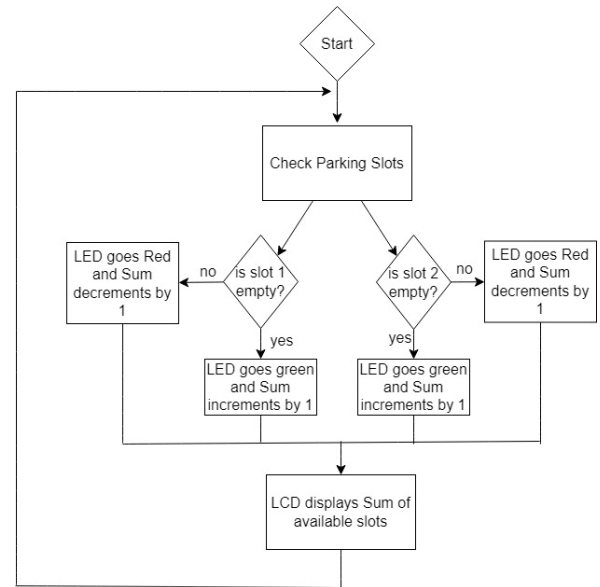 Start
Check Parking Slots
LED goes Red
and Sum
decrements by
1
no
is slot 1
empty?
is slot 2
empty?
no
LED goes Red
and Sum
decrements by
1
yes
yes
LED goes green
and Sum
increments by 1
LED goes green
and Sum
increments by 1
LCD displays Sum of
available slots